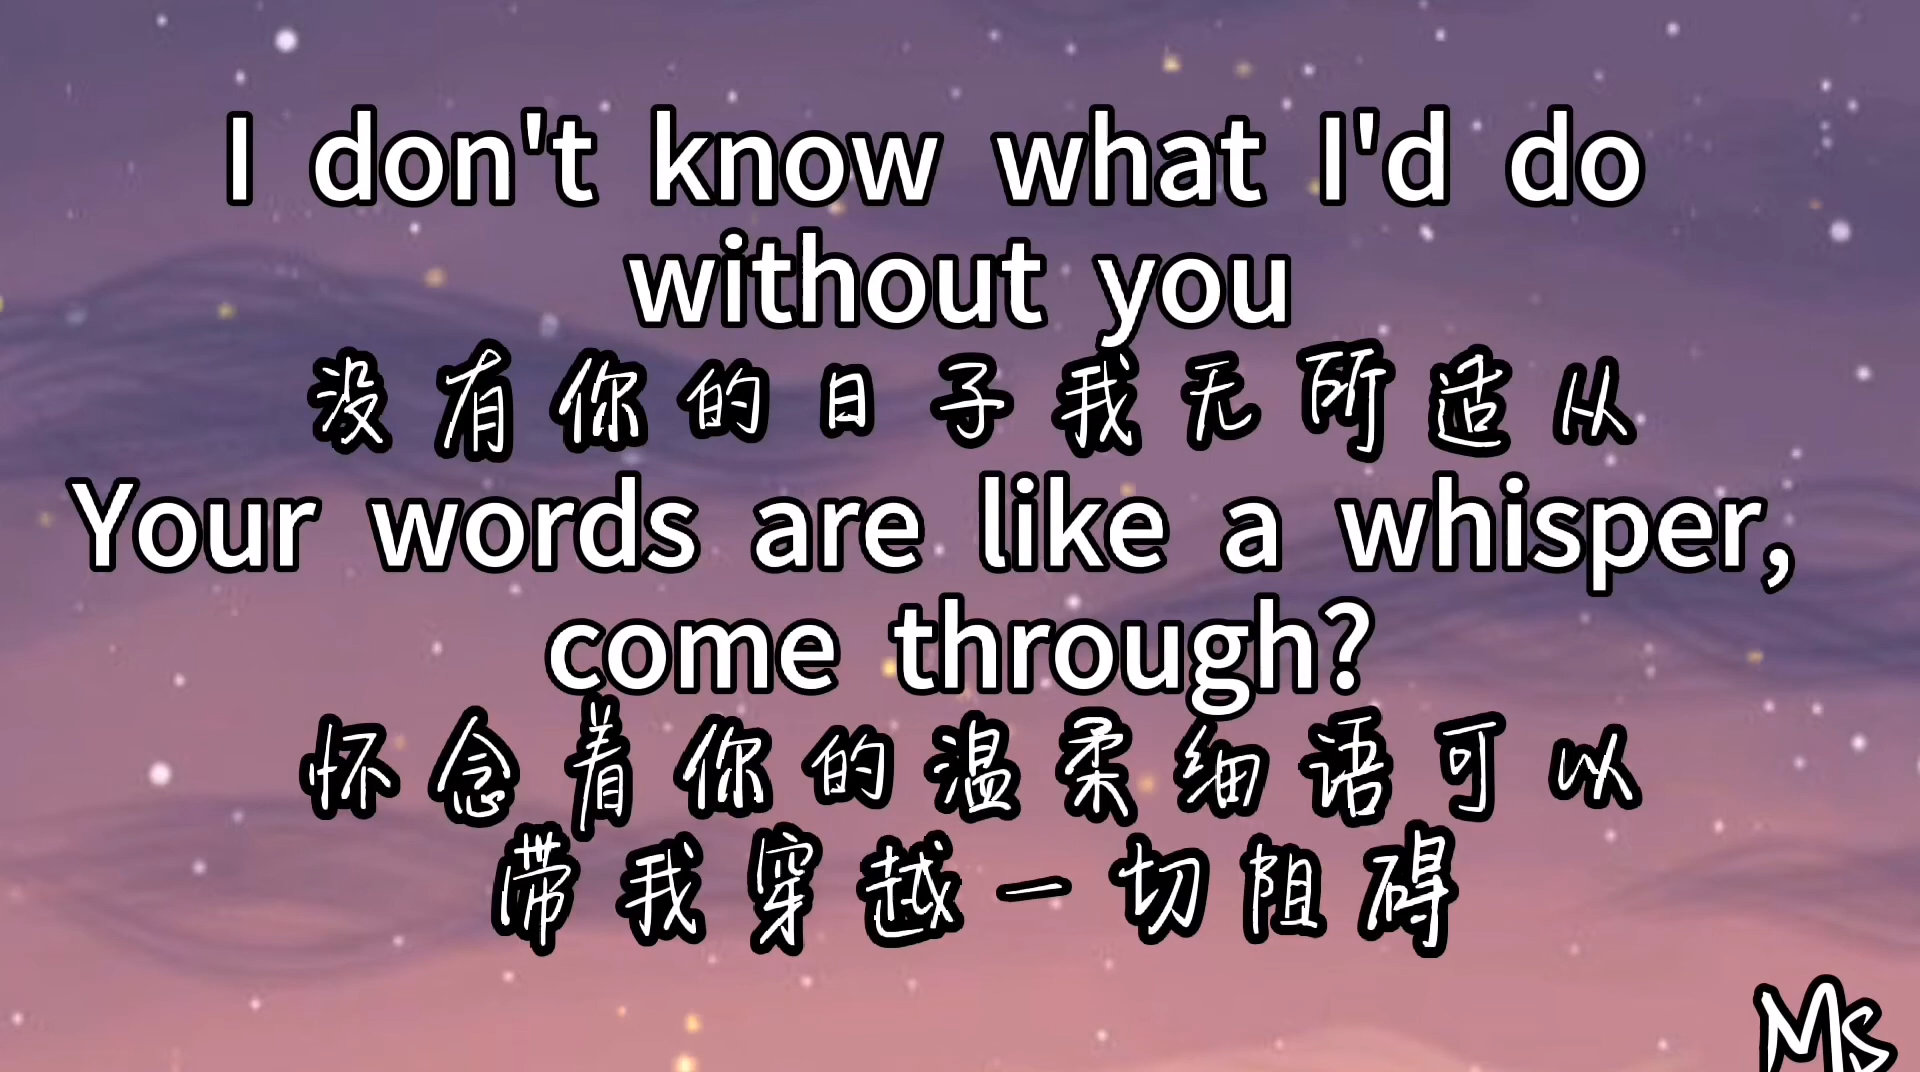 I don't know what I'd do
without you
没有你的日子我无所适从
Your words are like a whisper,
come through?
怀念着你的温柔细语可以
带我穿越一切阻碍
Ms